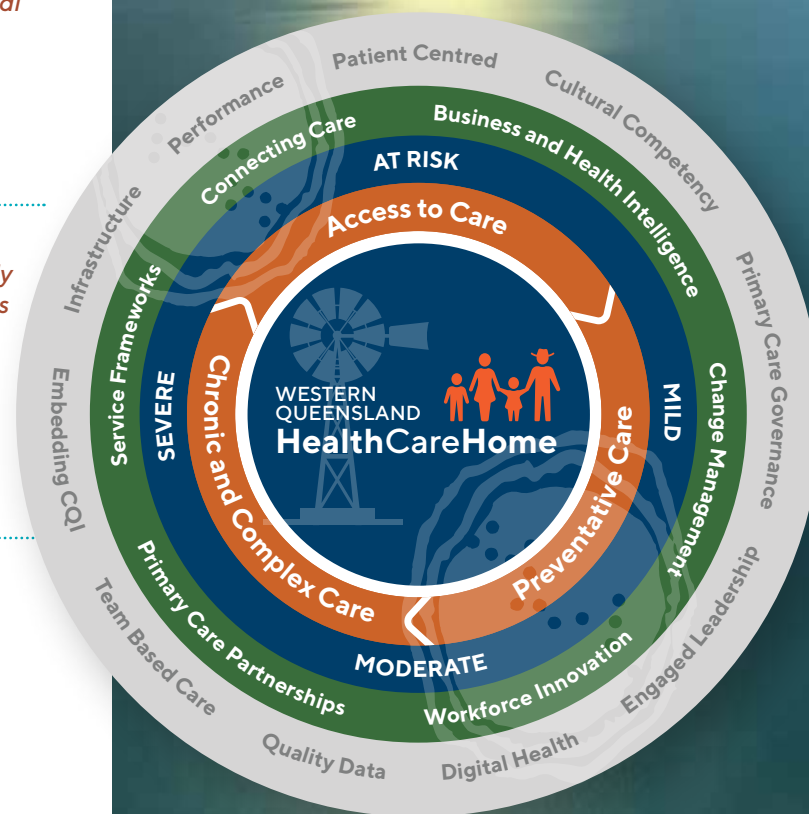 al
ly
s
Patient Centred
Cultural Competency
Primary Care Governance
Engaged Leadership
Digital Health
Quality Data
Team Based Care
Embedding CQI
Infrastructure
Performance
Connecting Care
Business and Health Intelligence
Change Management
Workforce Innovation
Primary Care Partnerships
Service Frameworks
AT RISK
MILD
MODERATE
SEVERE
Access to Care
Preventative Care
Chronic and Complex Care
WESTERN
QUEENSLAND
HealthCareHome